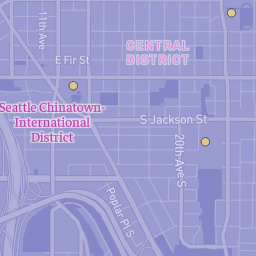 11th Ave
CENTRAL
DISTRICT
E Fir St
Seattle Chinatown-
International
District
S Jackson St
20th Ave S
Poplar Pl S